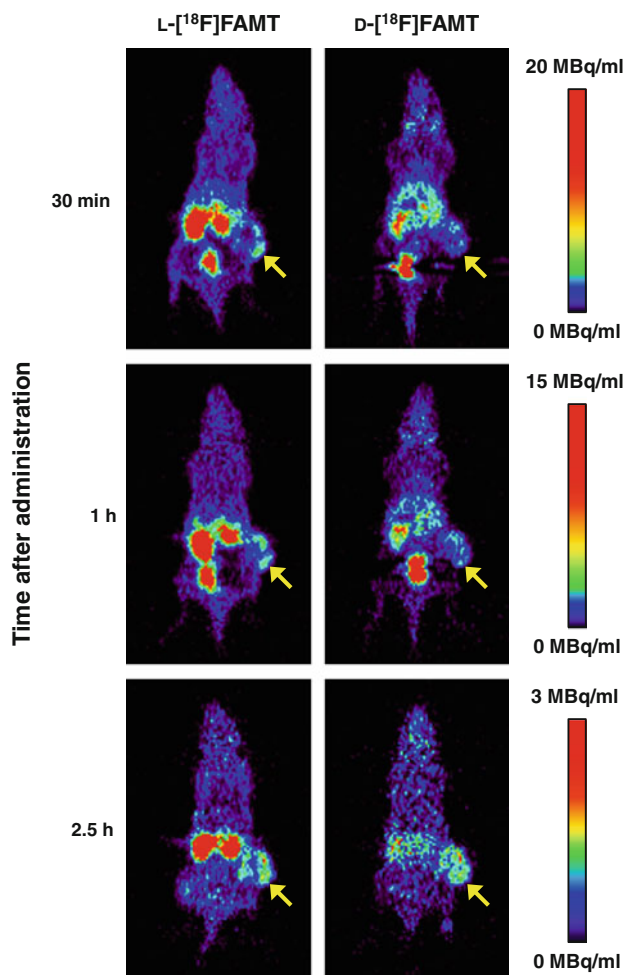 L-[¹⁸F]FAMT
D-[¹⁸F]FAMT
20 MBq/ml
30 min
0 MBq/ml
15 MBq/ml
Time after administration
1 h
0 MBq/ml
3 MBq/ml
2.5 h
0 MBq/ml